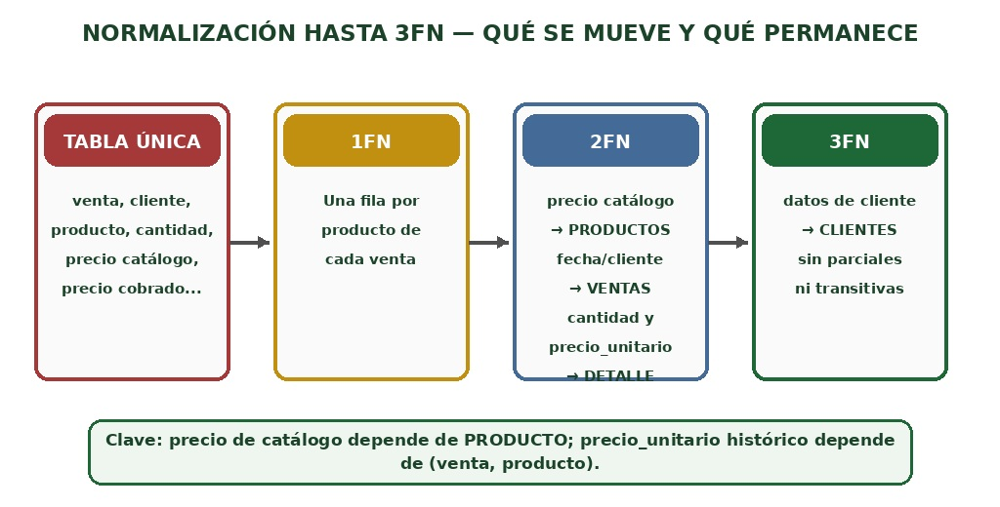 NORMALIZACIÓN HASTA 3FN — QUÉ SE MUEVE Y QUÉ PERMANECE
TABLA ÚNICA
venta, cliente,
producto, cantidad,
precio catálogo,
precio cobrado...
1FN
Una fila por
producto de
cada venta
2FN
precio catálogo
→ PRODUCTOS
fecha/cliente
→ VENTAS
cantidad y
precio_unitario
→ DETALLE
3FN
datos de cliente
→ CLIENTES
sin parciales
ni transitivas
Clave: precio de catálogo depende de PRODUCTO; precio_unitario histórico depende
de (venta, producto).